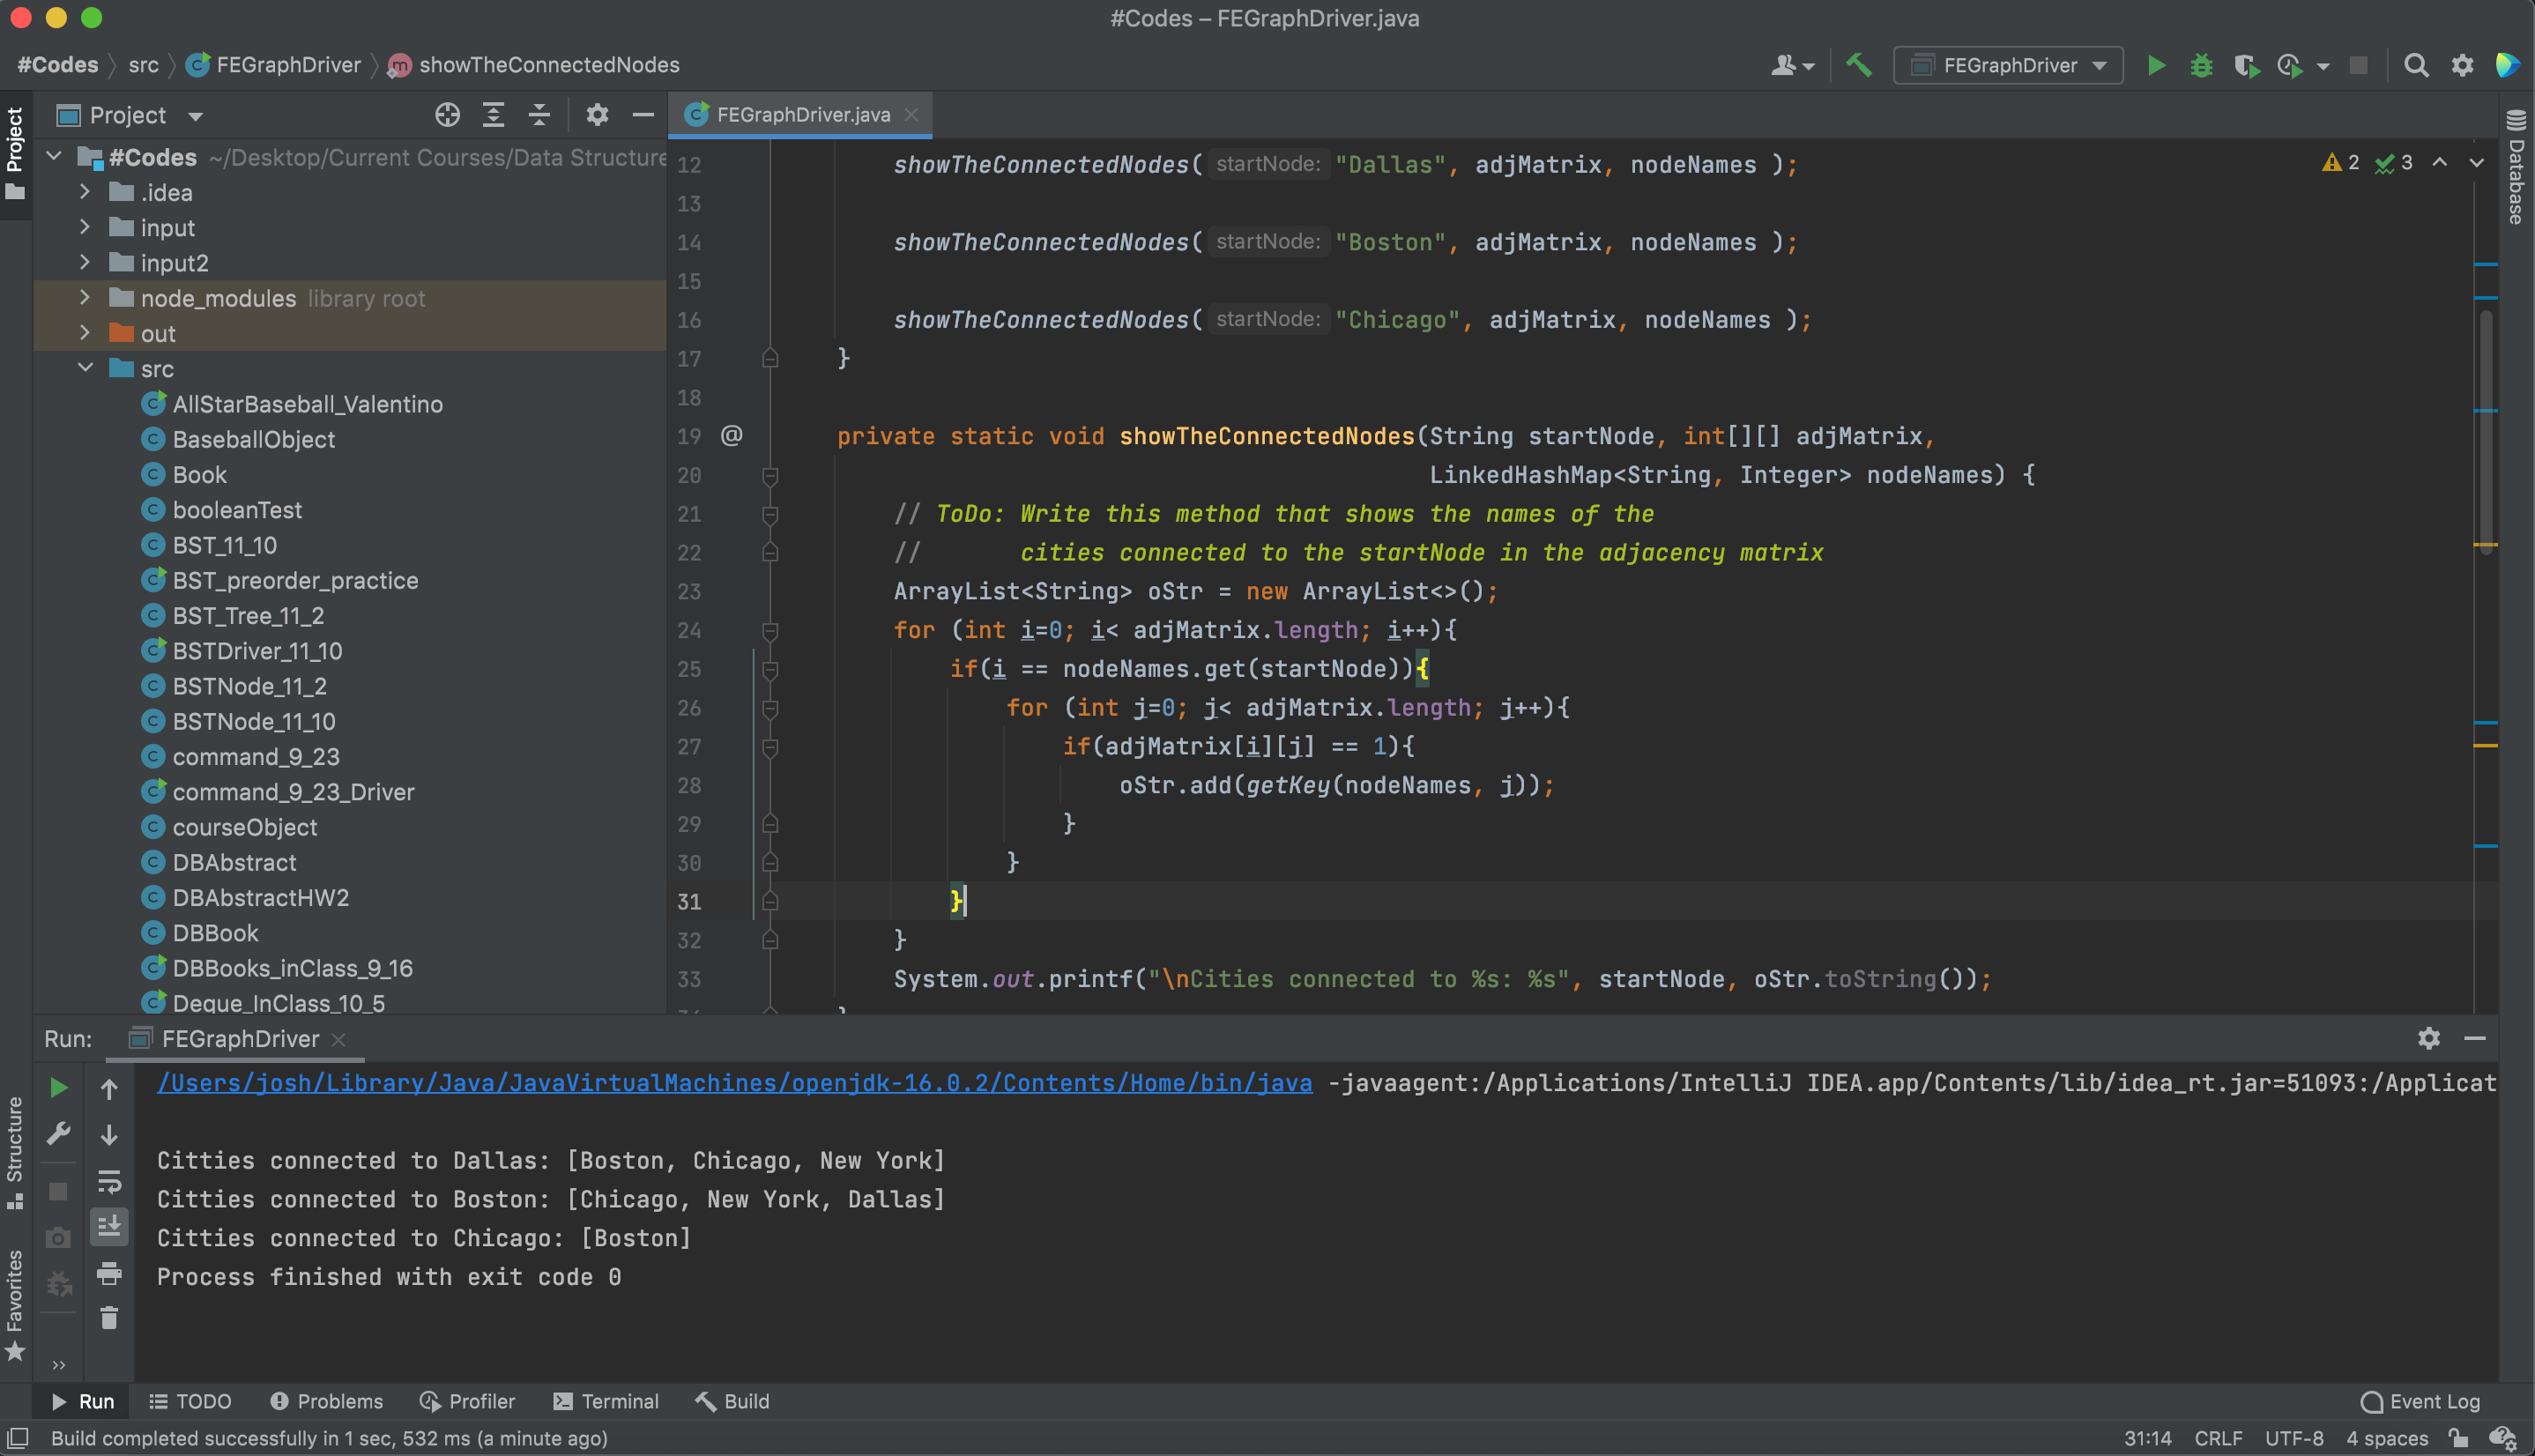 #Codes – FEGraphDriver.java
#Codes src FEGraphDriver showTheConnectedNodes
FEGraphDriver
Project
Project
FEGraphDriver.java
Database
#Codes ~/Desktop/Current Courses/Data Structure
.idea
input
input2
node_modules library root
out
src
AllStarBaseball_Valentino
BaseballObject
Book
booleanTest
BST_11_10
BST_preorder_practice
BST_Tree_11_2
BSTDriver_11_10
BSTNode_11_2
BSTNode_11_10
command_9_23
command_9_23_Driver
courseObject
DBAbstract
DBAbstractHW2
DBBook
DBBooks_inClass_9_16
Deque_InClass_10_5
2 3
12 showTheConnectedNodes( startNode: "Dallas", adjMatrix, nodeNames );
13
14 showTheConnectedNodes( startNode: "Boston", adjMatrix, nodeNames );
15
16 showTheConnectedNodes( startNode: "Chicago", adjMatrix, nodeNames );
17 }
18
19 @ private static void showTheConnectedNodes(String startNode, int[][] adjMatrix,
20 LinkedHashMap<String, Integer> nodeNames) {
21 // ToDo: Write this method that shows the names of the
22 // cities connected to the startNode in the adjacency matrix
23 ArrayList<String> oStr = new ArrayList<>();
24 for (int i=0; i< adjMatrix.length; i++){
25 if(i == nodeNames.get(startNode)){
26 for (int j=0; j< adjMatrix.length; j++){
27 if(adjMatrix[i][j] == 1){
28 oStr.add(getKey(nodeNames, j));
29 }
30 }
31 }
32 }
33 System.out.printf("\nCities connected to %s: %s", startNode, oStr.toString());
Run: FEGraphDriver
/Users/josh/Library/Java/JavaVirtualMachines/openjdk-16.0.2/Contents/Home/bin/java -javaagent:/Applications/IntelliJ IDEA.app/Contents/lib/idea_rt.jar=51093:/Applicat
Citties connected to Dallas: [Boston, Chicago, New York]
Citties connected to Boston: [Chicago, New York, Dallas]
Citties connected to Chicago: [Boston]
Process finished with exit code 0
Structure
Favorites
Run TODO Problems Profiler Terminal Build Event Log
Build completed successfully in 1 sec, 532 ms (a minute ago) 31:14 CRLF UTF-8 4 spaces